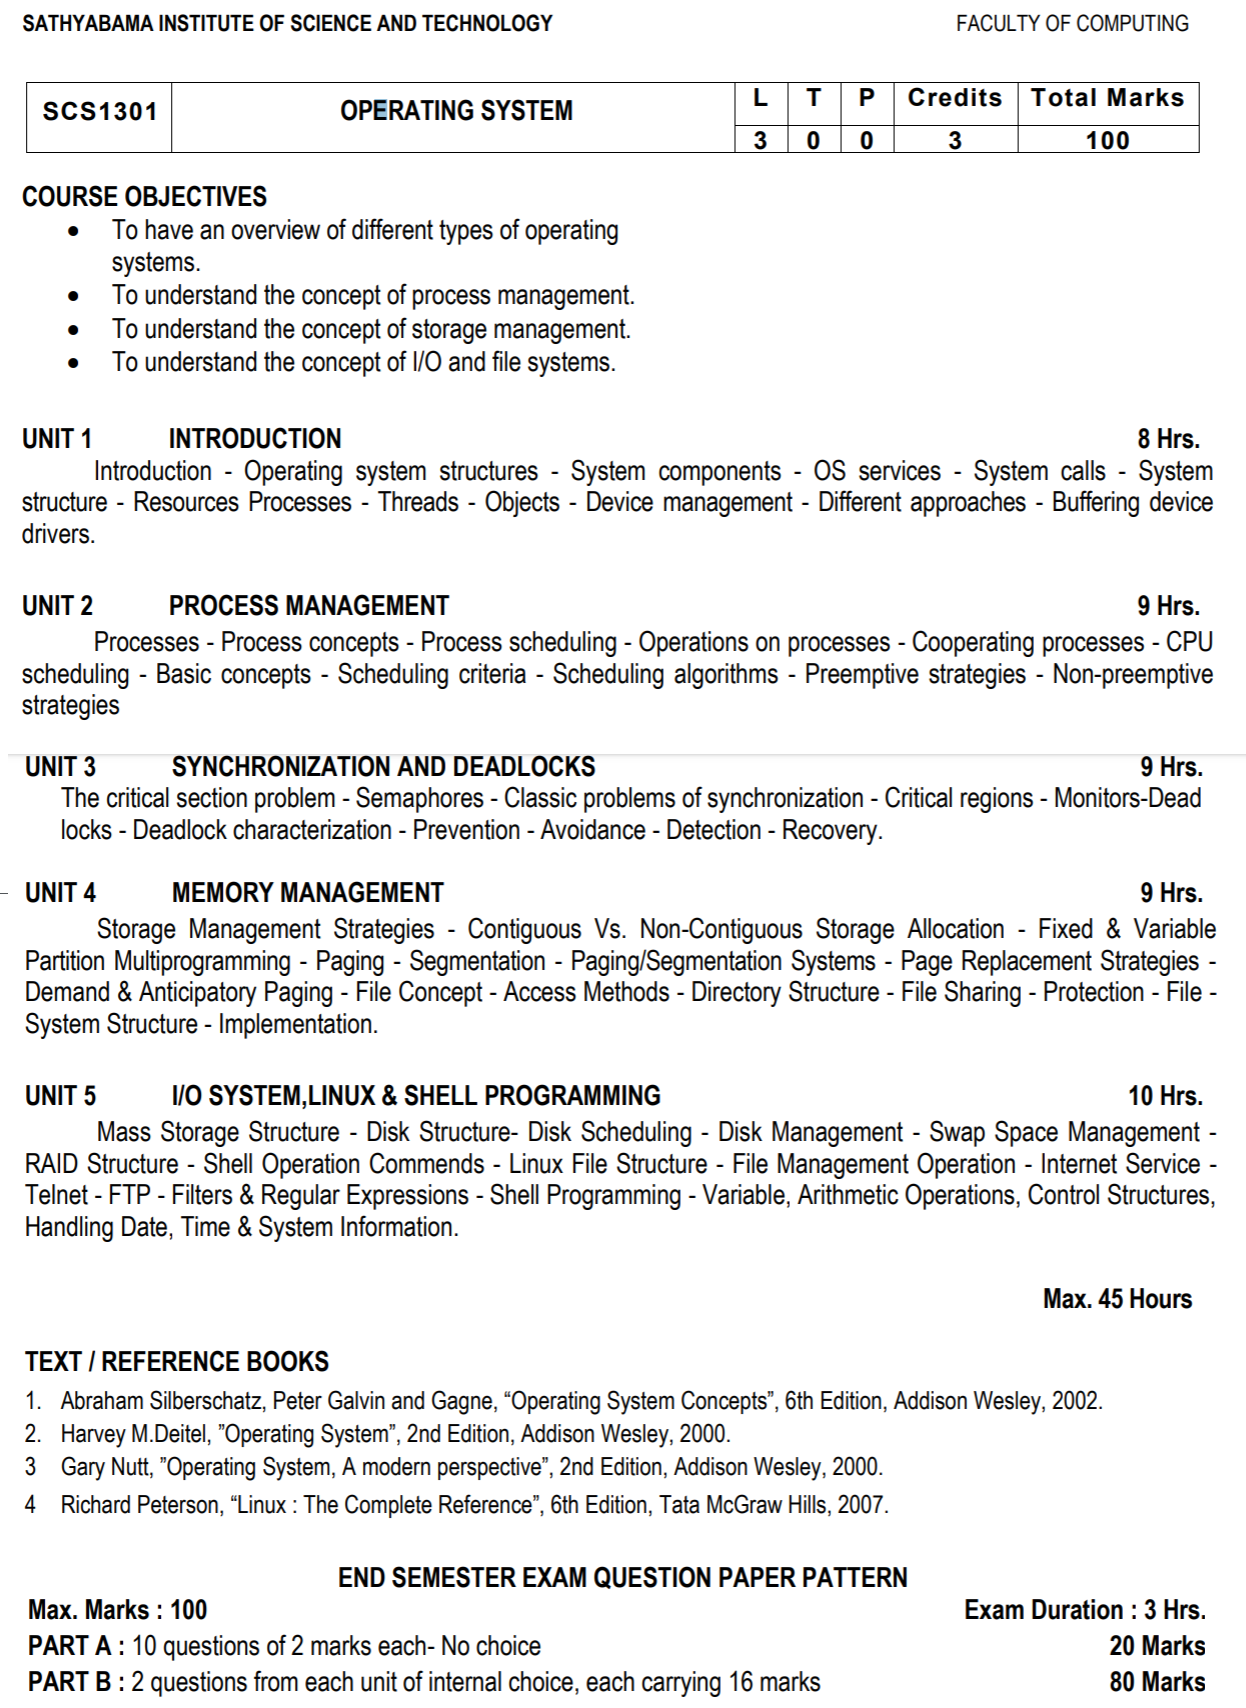 SATHYABAMA INSTITUTE OF SCIENCE AND TECHNOLOGY FACULTY OF COMPUTING
SCS1301 OPERATING SYSTEM L T P Credits Total Marks
3 0 0 3 100
COURSE OBJECTIVES
• To have an overview of different types of operating
systems.
• To understand the concept of process management.
• To understand the concept of storage management.
• To understand the concept of I/O and file systems.
UNIT 1 INTRODUCTION 8 Hrs.
Introduction - Operating system structures - System components - OS services - System calls - System
structure - Resources Processes - Threads - Objects - Device management - Different approaches - Buffering device
drivers.
UNIT 2 PROCESS MANAGEMENT 9 Hrs.
Processes - Process concepts - Process scheduling - Operations on processes - Cooperating processes - CPU
scheduling - Basic concepts - Scheduling criteria - Scheduling algorithms - Preemptive strategies - Non-preemptive
strategies
UNIT 3 SYNCHRONIZATION AND DEADLOCKS 9 Hrs.
The critical section problem - Semaphores - Classic problems of synchronization - Critical regions - Monitors-Dead
locks - Deadlock characterization - Prevention - Avoidance - Detection - Recovery.
UNIT 4 MEMORY MANAGEMENT 9 Hrs.
Storage Management Strategies - Contiguous Vs. Non-Contiguous Storage Allocation - Fixed & Variable
Partition Multiprogramming - Paging - Segmentation - Paging/Segmentation Systems - Page Replacement Strategies -
Demand & Anticipatory Paging - File Concept - Access Methods - Directory Structure - File Sharing - Protection - File -
System Structure - Implementation.
UNIT 5 I/O SYSTEM,LINUX & SHELL PROGRAMMING 10 Hrs.
Mass Storage Structure - Disk Structure- Disk Scheduling - Disk Management - Swap Space Management -
RAID Structure - Shell Operation Commends - Linux File Structure - File Management Operation - Internet Service -
Telnet - FTP - Filters & Regular Expressions - Shell Programming - Variable, Arithmetic Operations, Control Structures,
Handling Date, Time & System Information.
Max. 45 Hours
TEXT / REFERENCE BOOKS
1. Abraham Silberschatz, Peter Galvin and Gagne, “Operating System Concepts”, 6th Edition, Addison Wesley, 2002.
2. Harvey M.Deitel, ”Operating System”, 2nd Edition, Addison Wesley, 2000.
3 Gary Nutt, ”Operating System, A modern perspective”, 2nd Edition, Addison Wesley, 2000.
4 Richard Peterson, “Linux : The Complete Reference”, 6th Edition, Tata McGraw Hills, 2007.
END SEMESTER EXAM QUESTION PAPER PATTERN
Max. Marks : 100 Exam Duration : 3 Hrs.
PART A : 10 questions of 2 marks each- No choice 20 Marks
PART B : 2 questions from each unit of internal choice, each carrying 16 marks 80 Marks